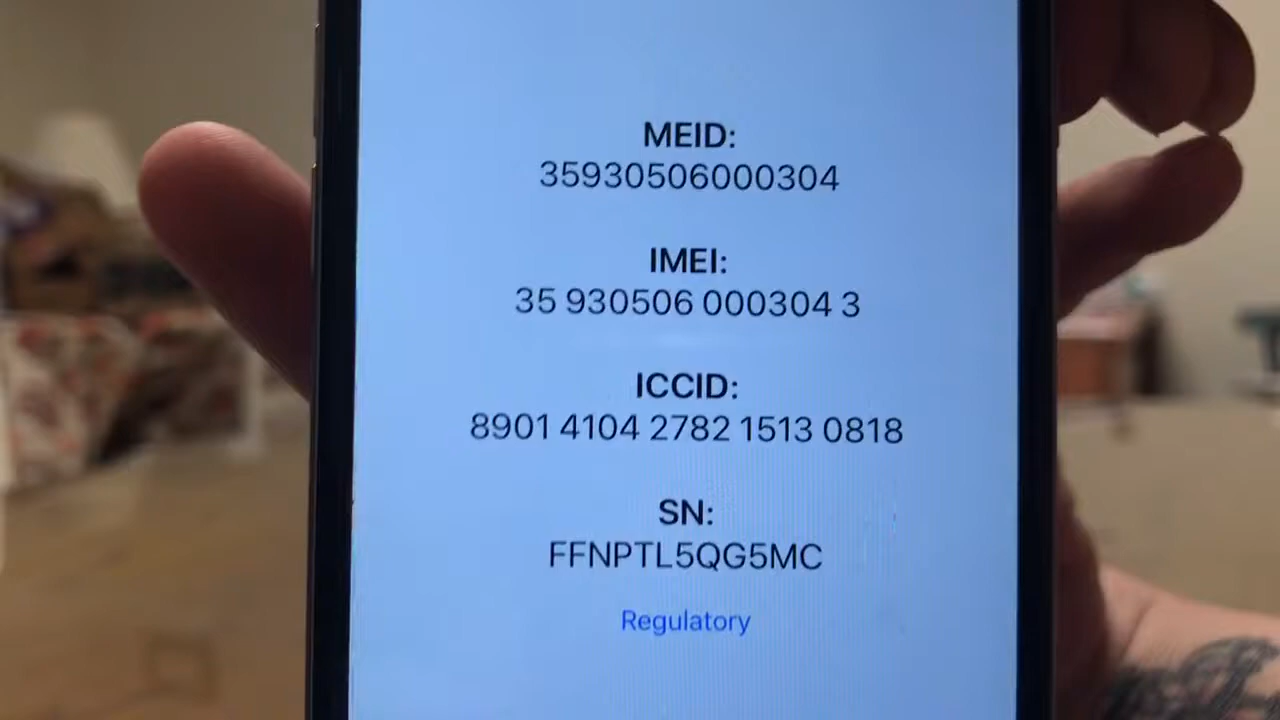 MEID:
35930506000304
IMEI:
35 930506 000304 3
ICCID:
8901 4104 2782 1513 0818
SN:
FFNPTL5QG5MC
Regulatory